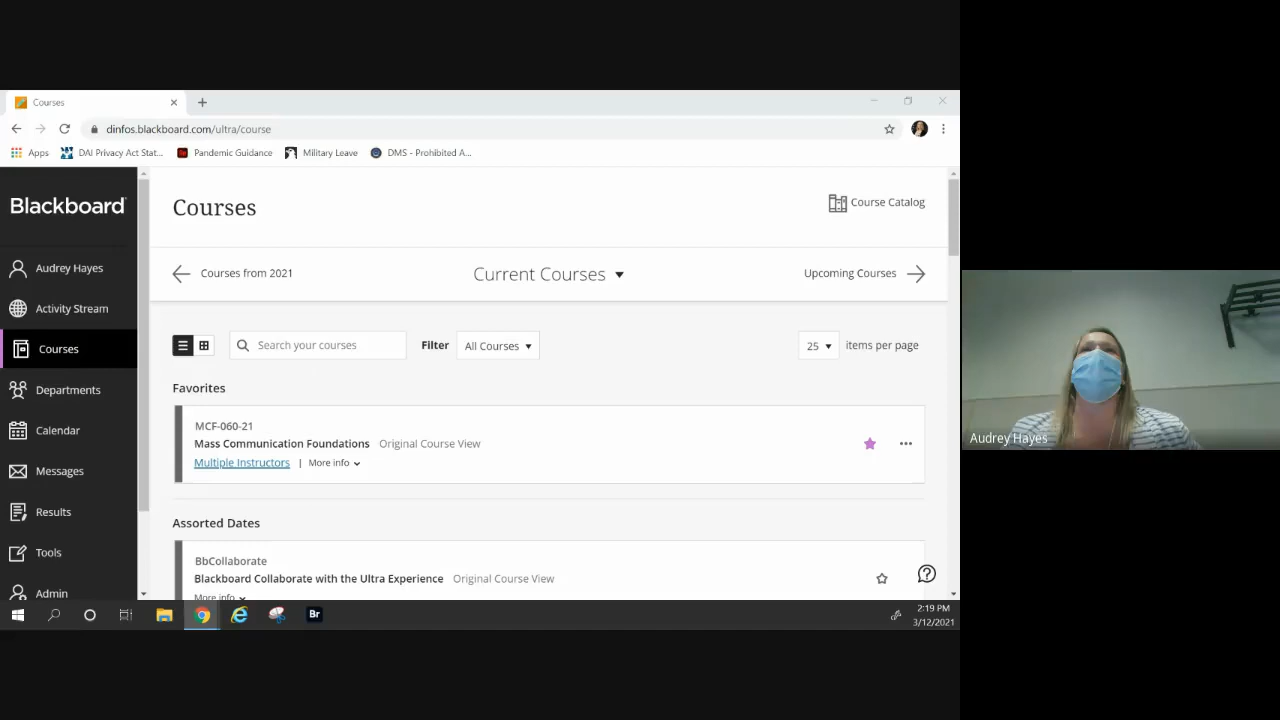 Courses
dinfos.blackboard.com/ultra/course
Apps DAI Privacy Act Stat... Pandemic Guidance Military Leave DMS - Prohibited A...
Blackboard
Audrey Hayes
Activity Stream
Courses
Departments
Calendar
Messages
Results
Tools
Admin
Courses
Course Catalog
Courses from 2021
Current Courses
Upcoming Courses
Search your courses
Filter
All Courses
25
items per page
Favorites
MCF-060-21
Mass Communication Foundations Original Course View
Multiple Instructors | More info
Assorted Dates
BbCollaborate
Blackboard Collaborate with the Ultra Experience Original Course View
More info
Br
2:19 PM
3/12/2021
Audrey Hayes